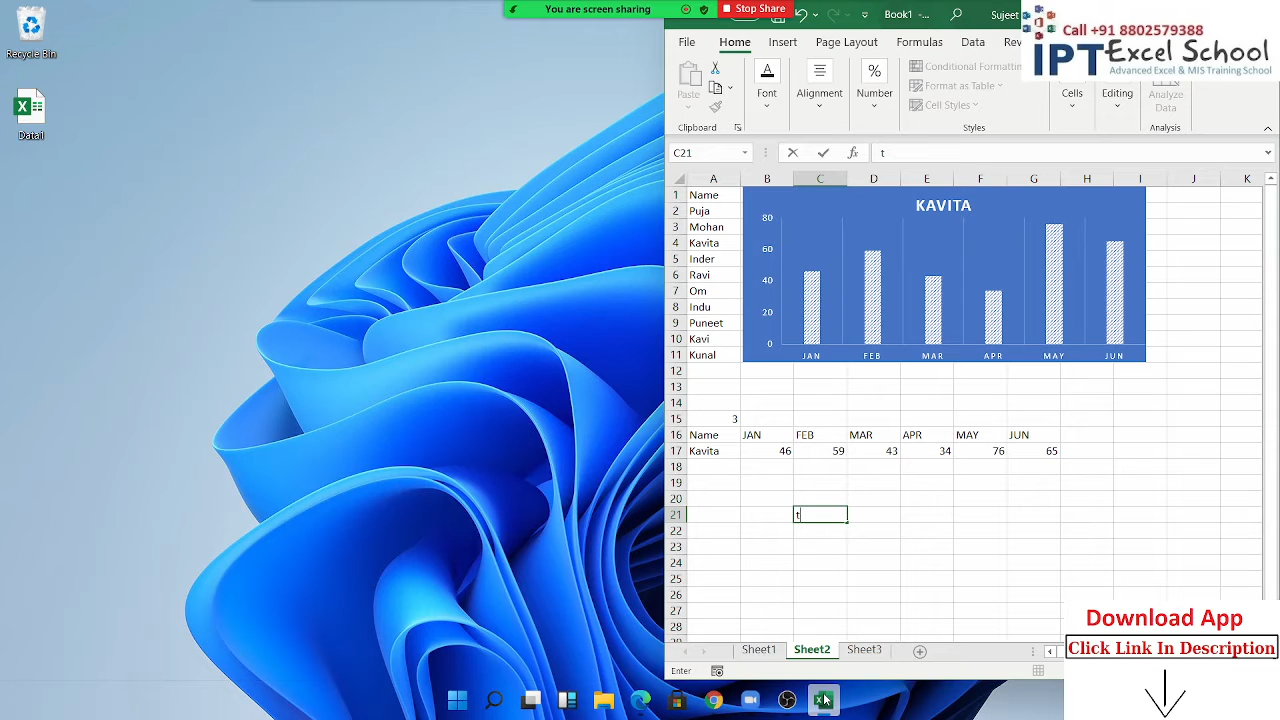 You are screen sharing
Stop Share
Recycle Bin
Datail
Book1 -...
Sujeet
Call +91 8802579388
IPT Excel School
Advanced Excel & MIS Training School
File Home Insert Page Layout Formulas Data Rev
Paste
Font
Alignment
Number
Conditional Formattin
Format as Table
Cell Styles
Cells
Editing
Analyze
Data
Clipboard
Styles
Analysis
C21
fx
t
A B C D E F G H I J K
1 Name
2 Puja
3 Mohan
4 Kavita
5 Inder
6 Ravi
7 Om
8 Indu
9 Puneet
10 Kavi
11 Kunal
KAVITA
80
60
40
20
0
JAN FEB MAR APR MAY JUN
12
13
14
15 3
16 Name JAN FEB MAR APR MAY JUN
17 Kavita 46 59 43 34 76 65
18
19
20
21 t
22
23
24
25
26
27
28
Sheet1 Sheet2 Sheet3
Enter
Download App
Click Link In Description